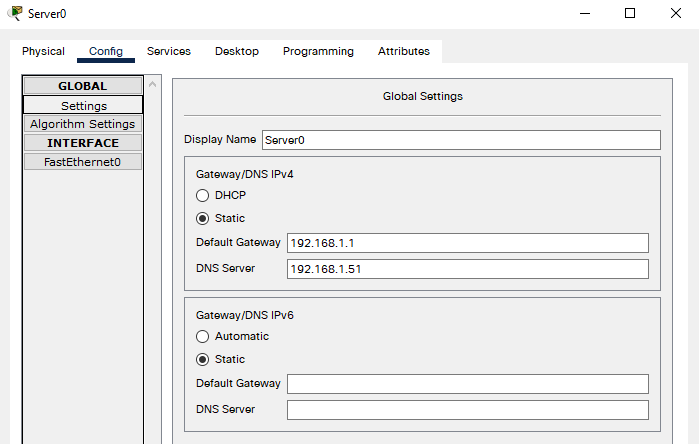 Server0
Physical Config Services Desktop Programming Attributes
GLOBAL
Settings
Algorithm Settings
INTERFACE
FastEthernet0
Global Settings
Display Name Server0
Gateway/DNS IPv4
DHCP
Static
Default Gateway 192.168.1.1
DNS Server 192.168.1.51
Gateway/DNS IPv6
Automatic
Static
Default Gateway
DNS Server